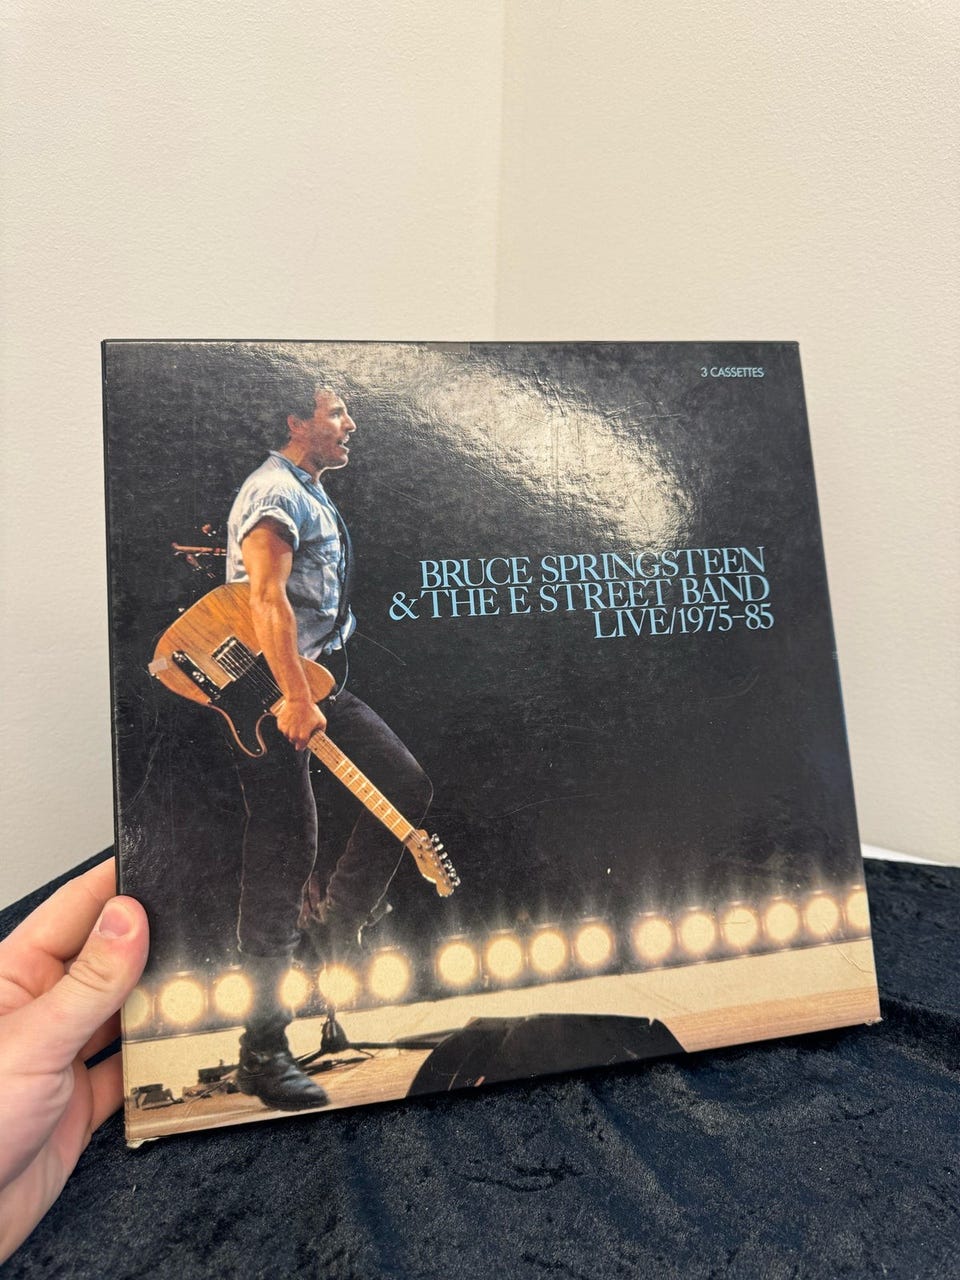 3 CASSETTES
BRUCE SPRINGSTEEN
& THE E STREET BAND
LIVE/1975-85